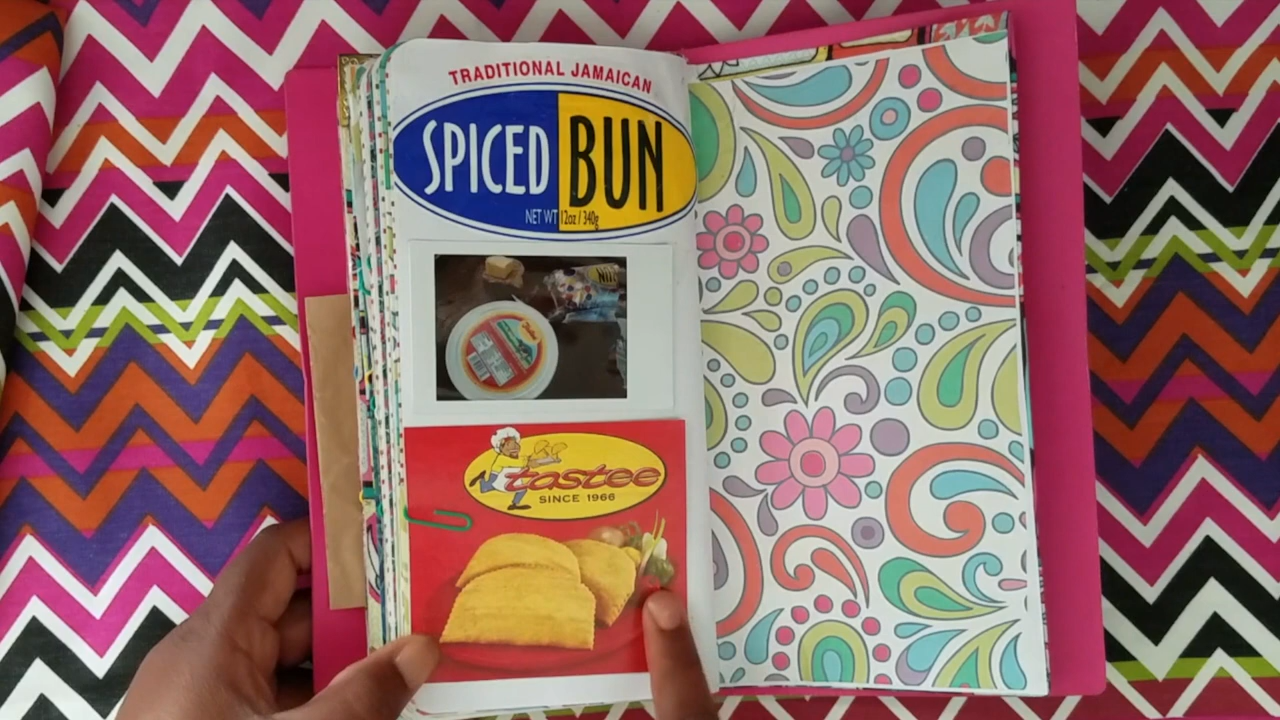 TRADITIONAL JAMAICAN
SPICED BUN
NET WT 12oz / 340g
tastee
SINCE 1966